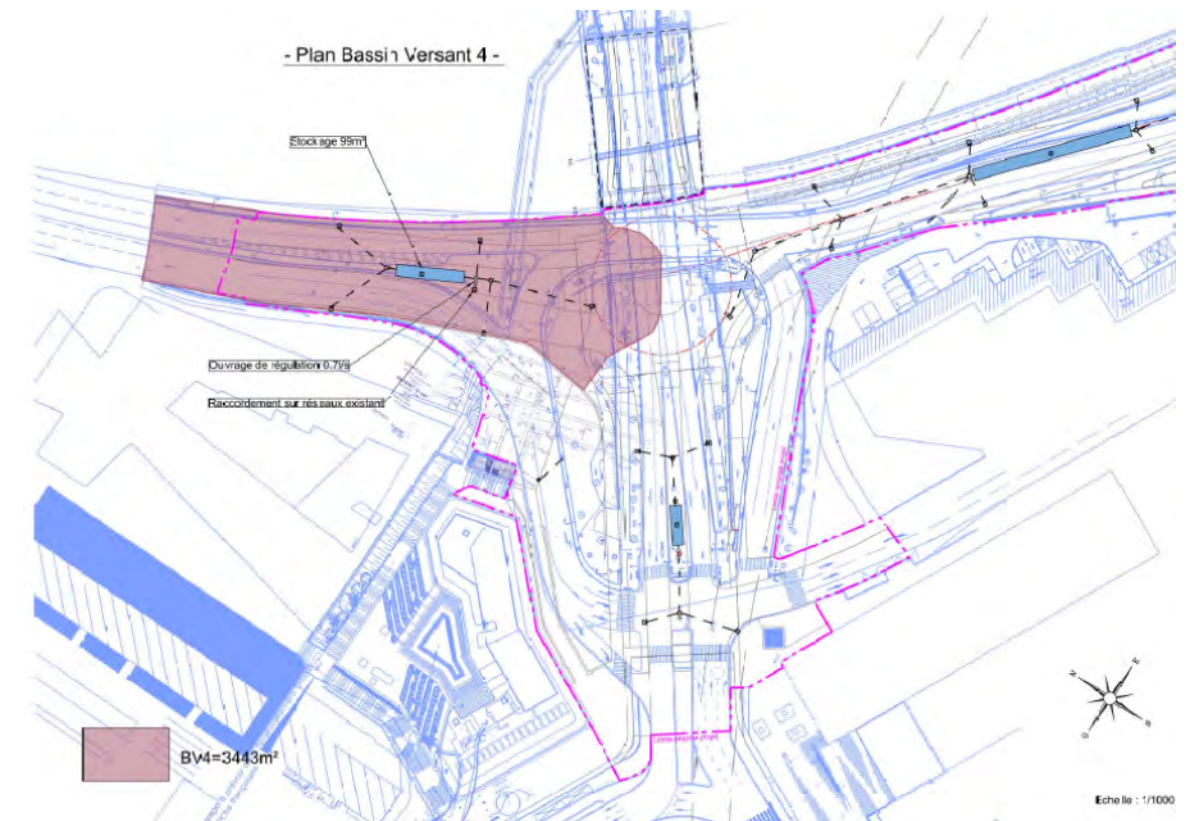 - Plan Bassin Versant 4 -
Stockage 99m³
Ouvrage de régulation 0.7l/s
Raccordement sur réseaux existant
BV4=3443m²
N
E
S
O
Echelle : 1/1000